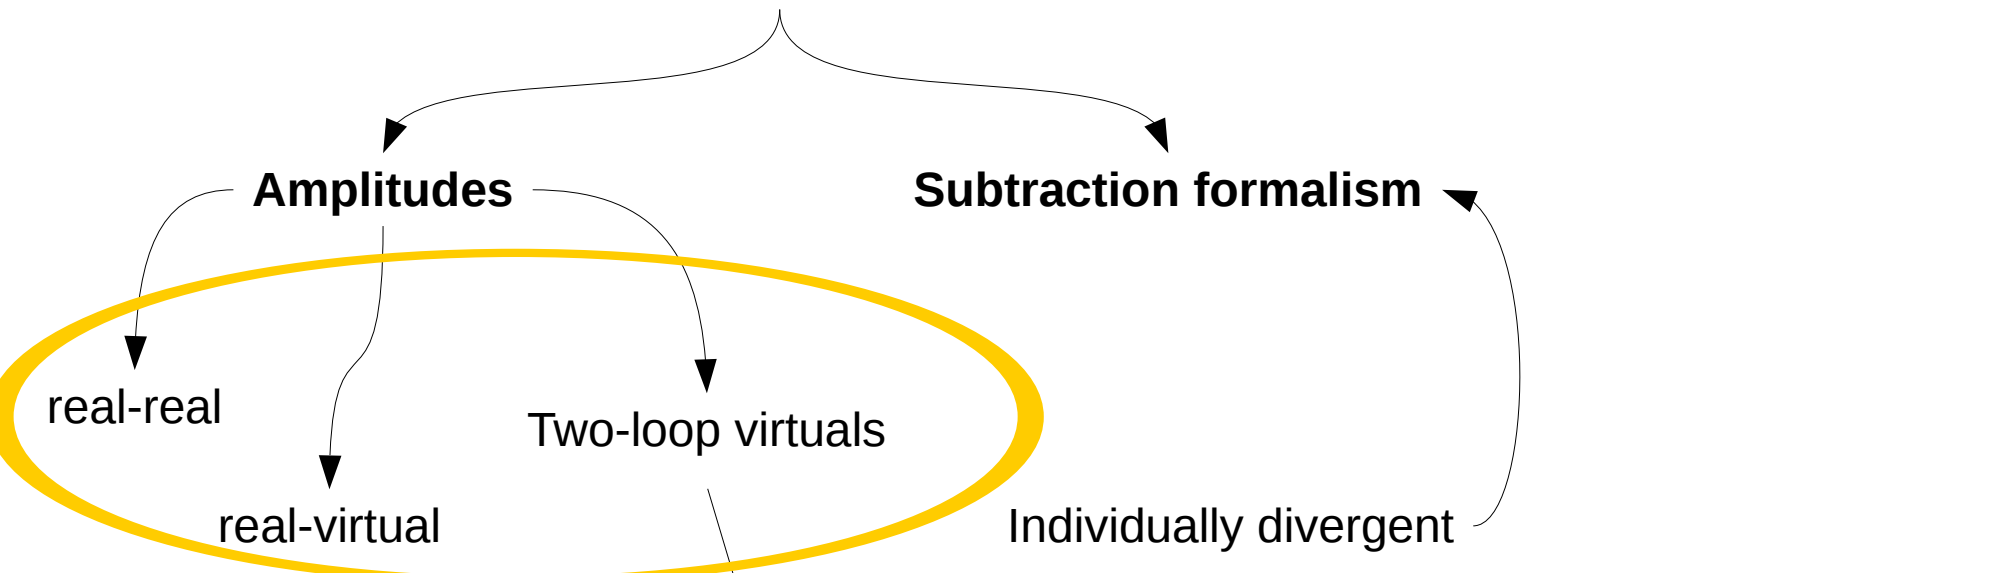 Amplitudes
Subtraction formalism
real-real
Two-loop virtuals
real-virtual
Individually divergent